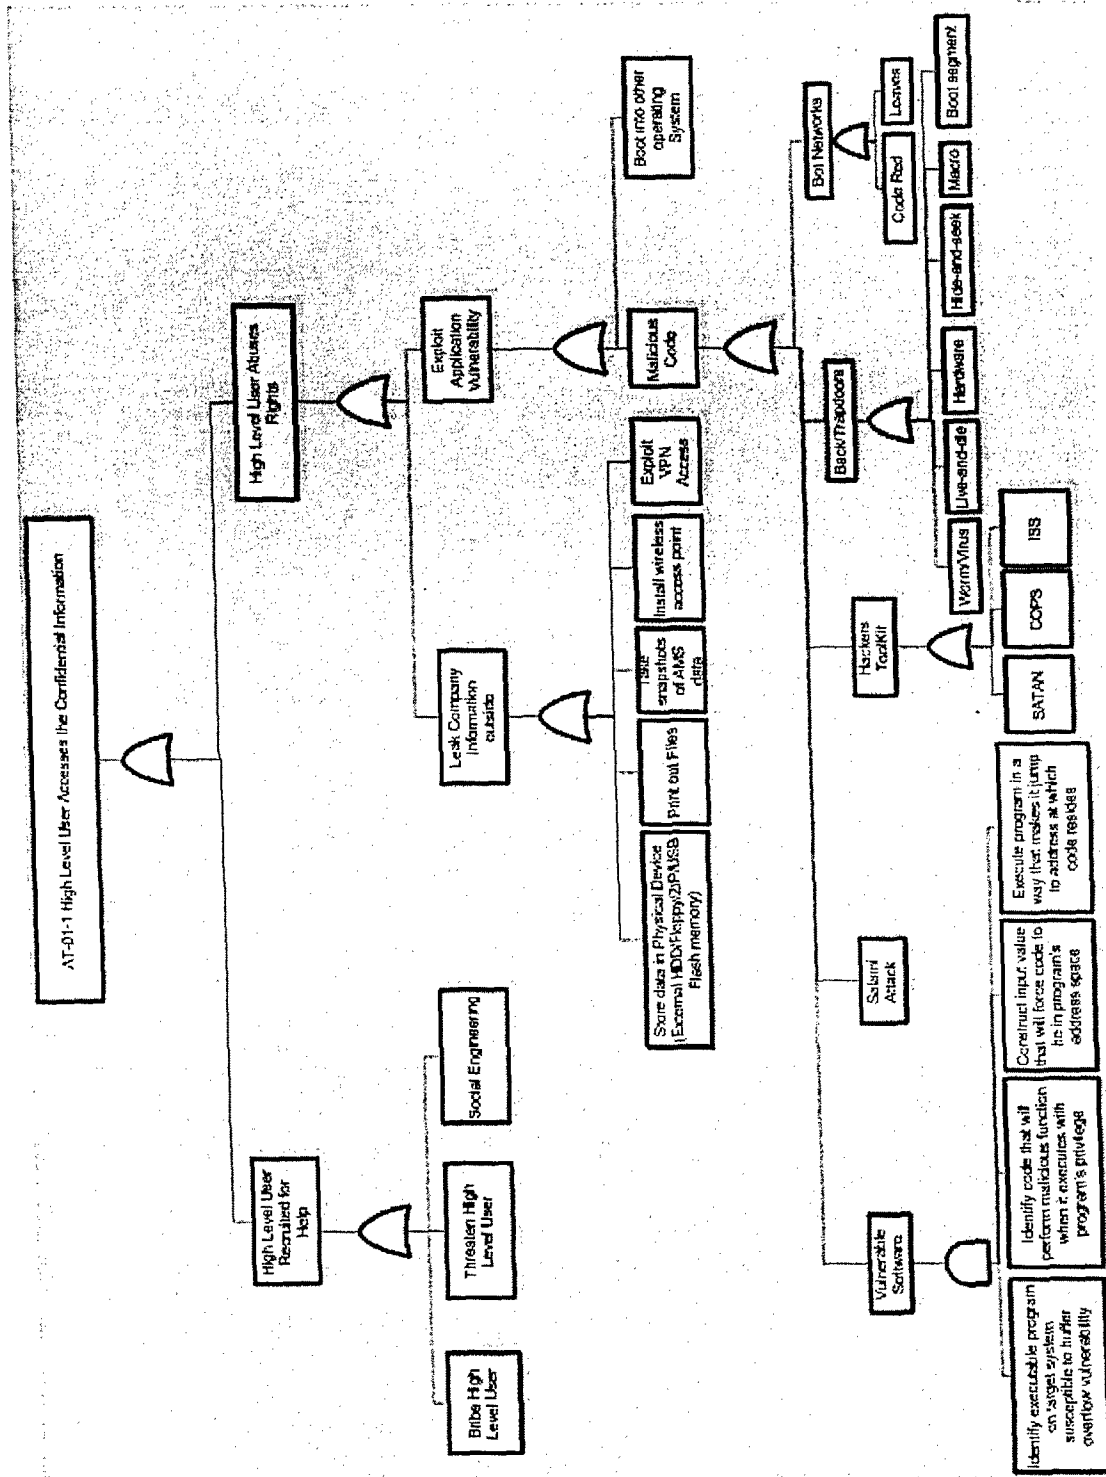 AT-01-1 High Level User Accesses the Confidential Information
High Level User
Recruited for
Help
High Level User Abuses
Rights
Bribe High
Level User
Threaten High
Level User
Social Engineering
Leak Company
Information
outside
Exploit
Application
Vulnerability
Store data in Physical Device
(External HDD/Floppy/ZIP/USB
Flash memory)
Print out Files
Take
snapshots
of AMS
data
Install wireless
access point
Exploit
VPN
Access
Malicious
Code
Boot into other
operating
System
Vulnerable
Software
Salami
Attack
Hackers
ToolKit
Back/Trapdoors
Bot Networks
Identify executable program
on target system
susceptible to buffer
overflow vulnerability
Identify code that will
perform malicious function
when it executes with
program's privilege
Construct input value
that will force code to
be in program's
address space
Execute program in a
way that makes it jump
to address at which
code resides
SATAN
COPS
ISS
Worm/Virus
Live-and-die
Hardware
Hide-and-seek
Macro
Boot segment
Code Red
Leaves